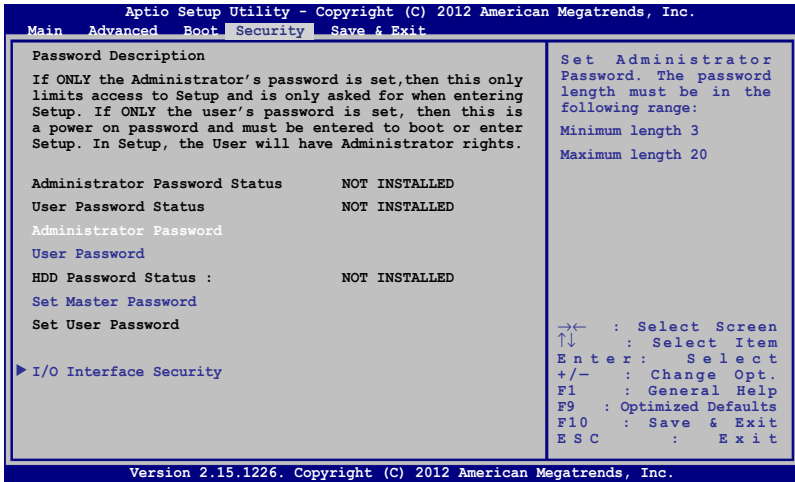 Aptio Setup Utility - Copyright (C) 2012 American Megatrends, Inc.
Main Advanced Boot Security Save & Exit
Password Description
If ONLY the Administrator's password is set,then this only
limits access to Setup and is only asked for when entering
Setup. If ONLY the user's password is set, then this is
a power on password and must be entered to boot or enter
Setup. In Setup, the User will have Administrator rights.
Administrator Password Status NOT INSTALLED
User Password Status NOT INSTALLED
Administrator Password
User Password
HDD Password Status : NOT INSTALLED
Set Master Password
Set User Password
I/O Interface Security
Set Administrator
Password. The password
length must be in the
following range:
Minimum length 3
Maximum length 20
→← : Select Screen
↑↓ : Select Item
Enter: Select
+/— : Change Opt.
F1 : General Help
F9 : Optimized Defaults
F10 : Save & Exit
ESC : Exit
Version 2.15.1226. Copyright (C) 2012 American Megatrends, Inc.